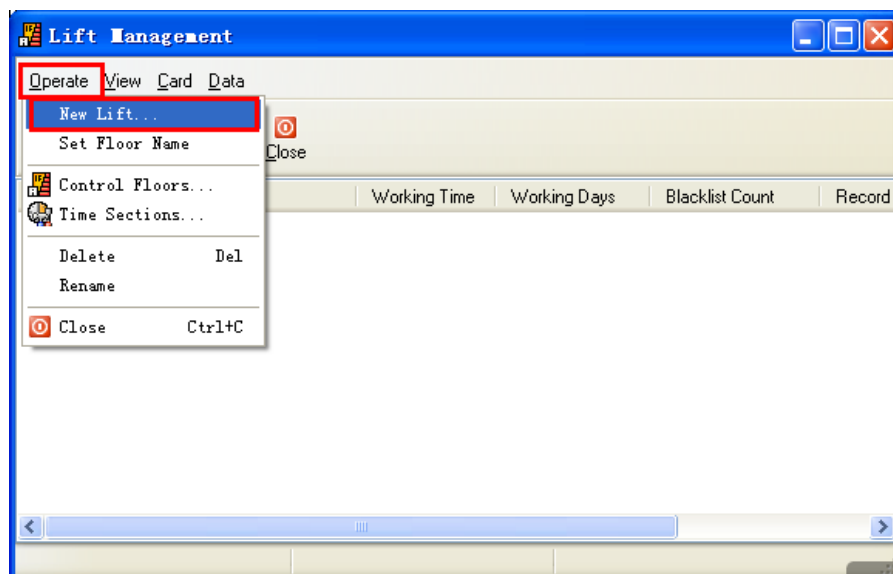 Lift Management
Operate View Card Data
New Lift...
Set Floor Name
Close
Control Floors...
Working Time Working Days Blacklist Count Record
Time Sections...
Delete Del
Rename
Close Ctrl+C